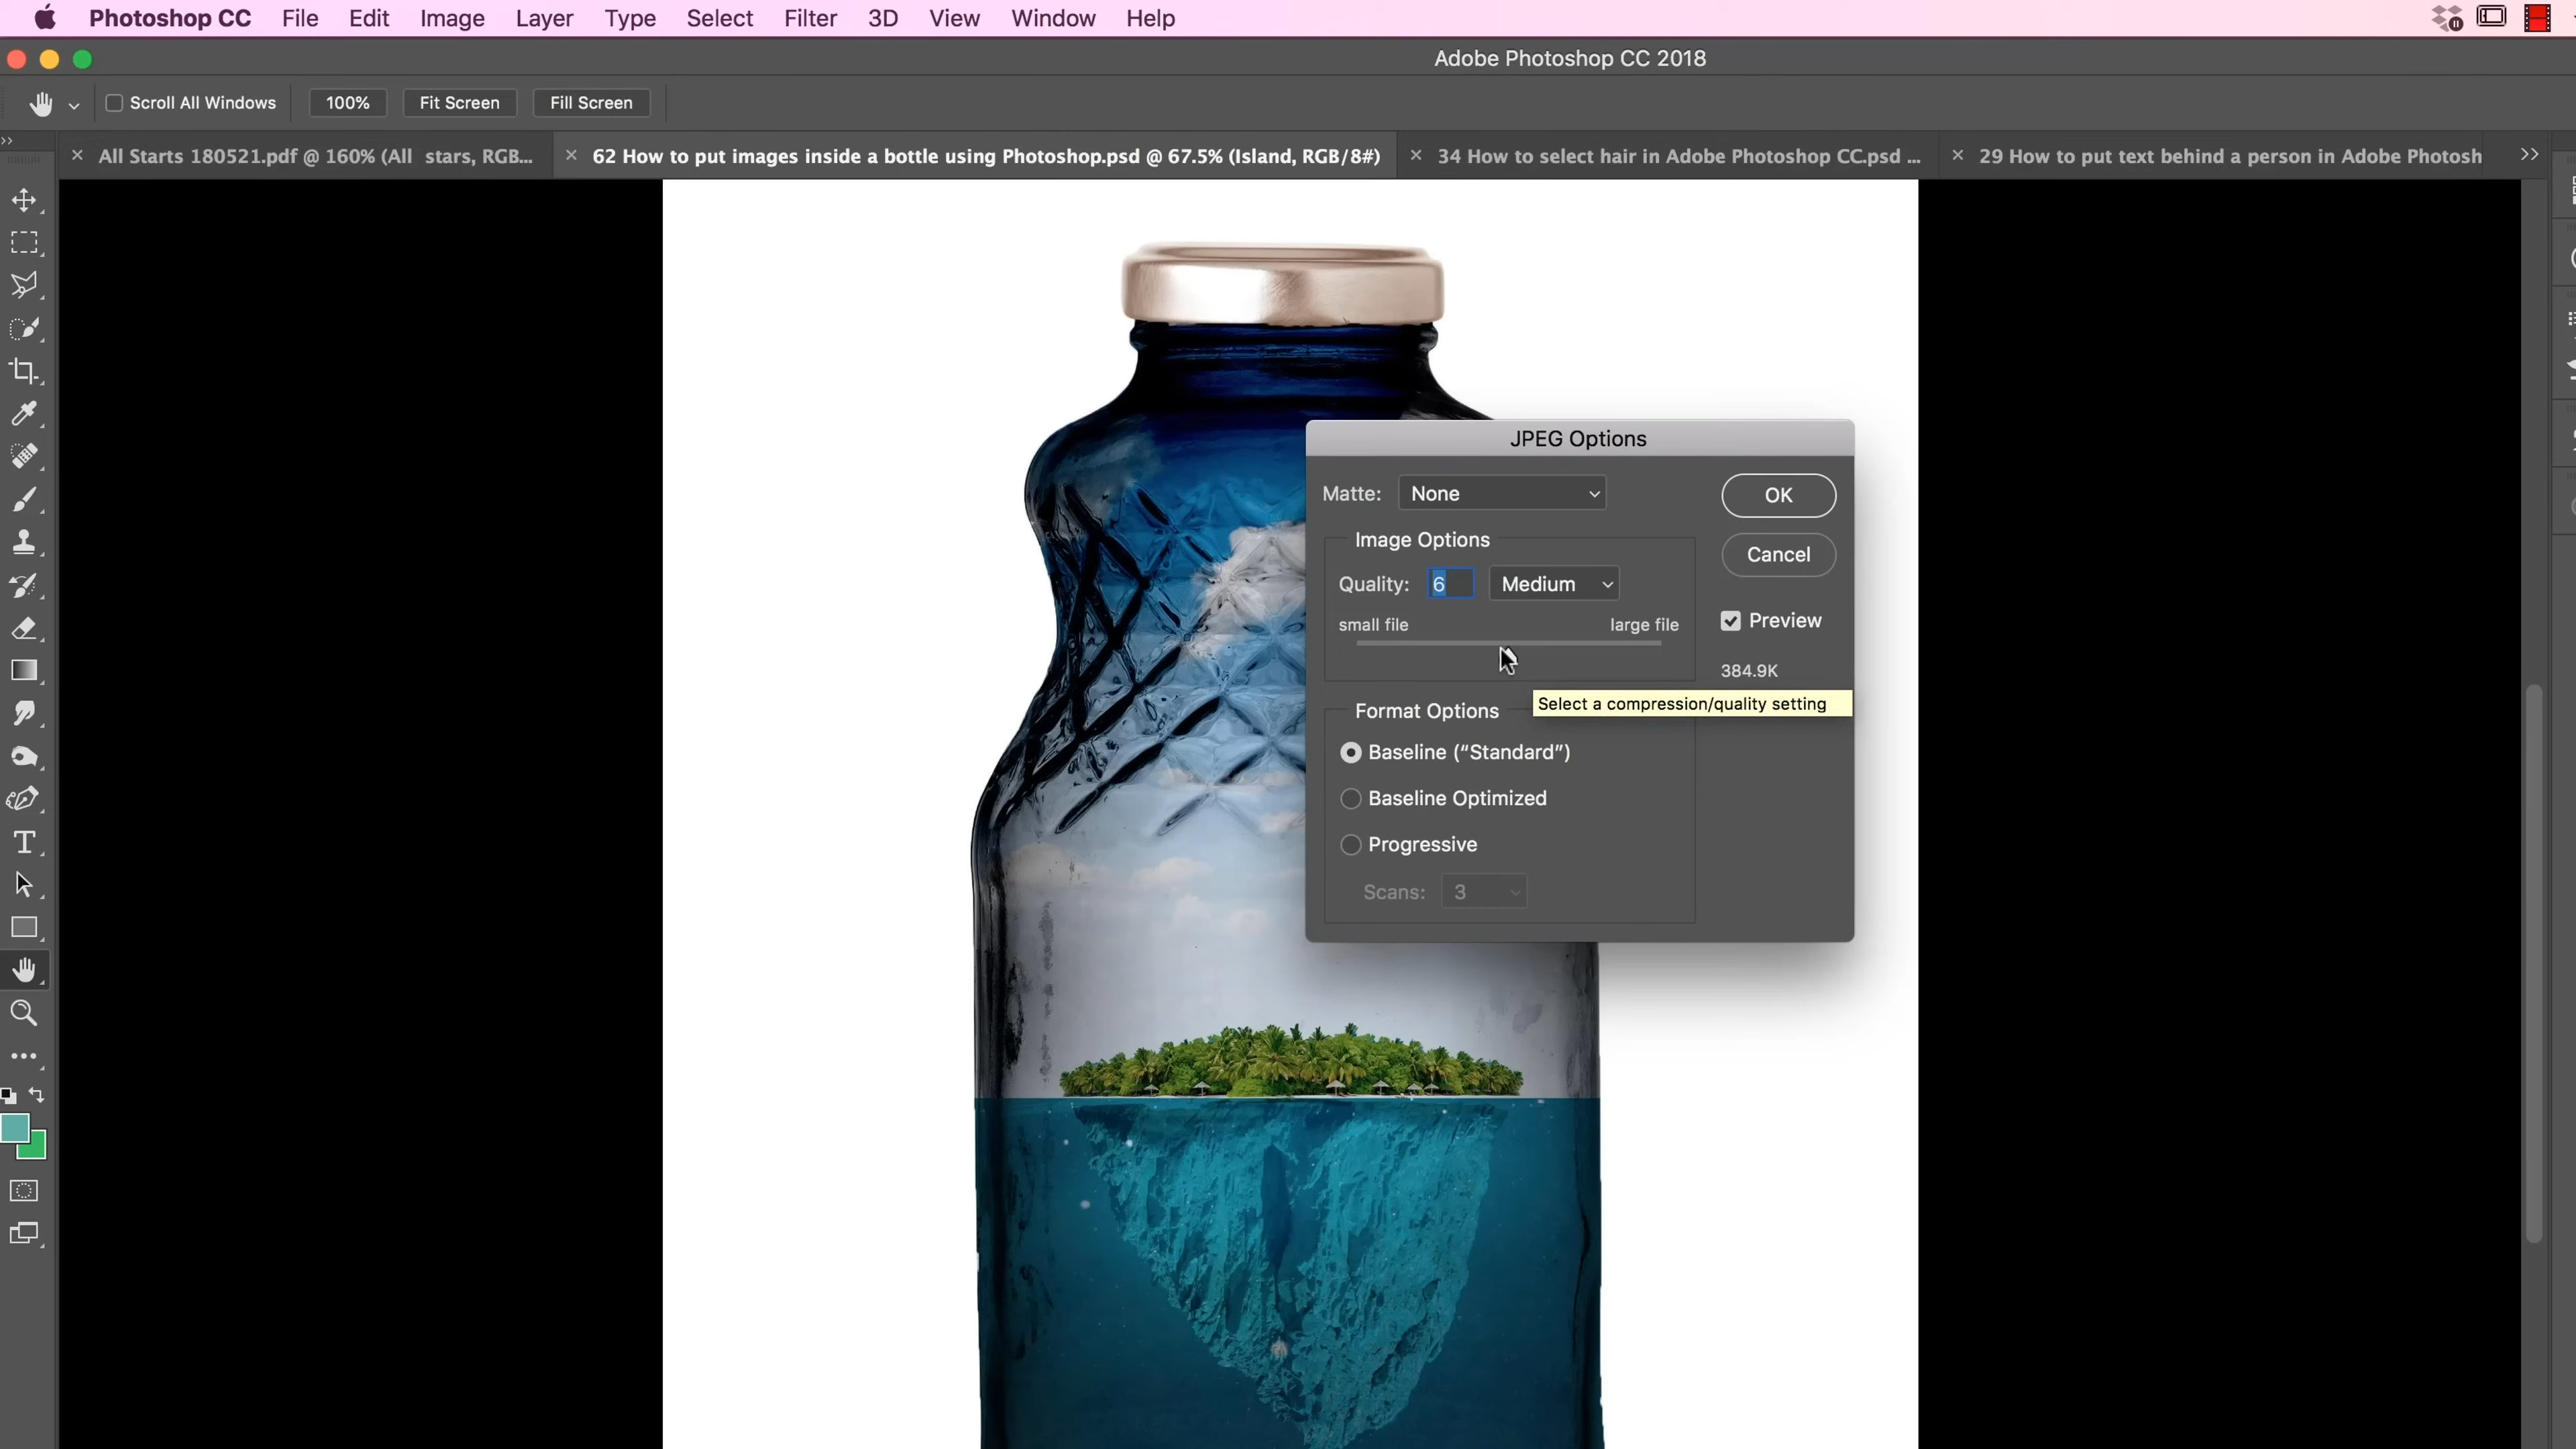 Photoshop CC File Edit Image Layer Type Select Filter 3D View Window Help
Adobe Photoshop CC 2018
Scroll All Windows 100% Fit Screen Fill Screen
All Starts 180521.pdf @ 160% (All stars, RGB...
62 How to put images inside a bottle using Photoshop.psd @ 67.5% (Island, RGB/8#)
34 How to select hair in Adobe Photoshop CC.psd ...
29 How to put text behind a person in Adobe Photosh
JPEG Options
Matte: None
OK
Image Options
Cancel
Quality: 6 Medium
small file large file
Preview
384.9K
Select a compression/quality setting
Format Options
Baseline (“Standard”)
Baseline Optimized
Progressive
Scans: 3